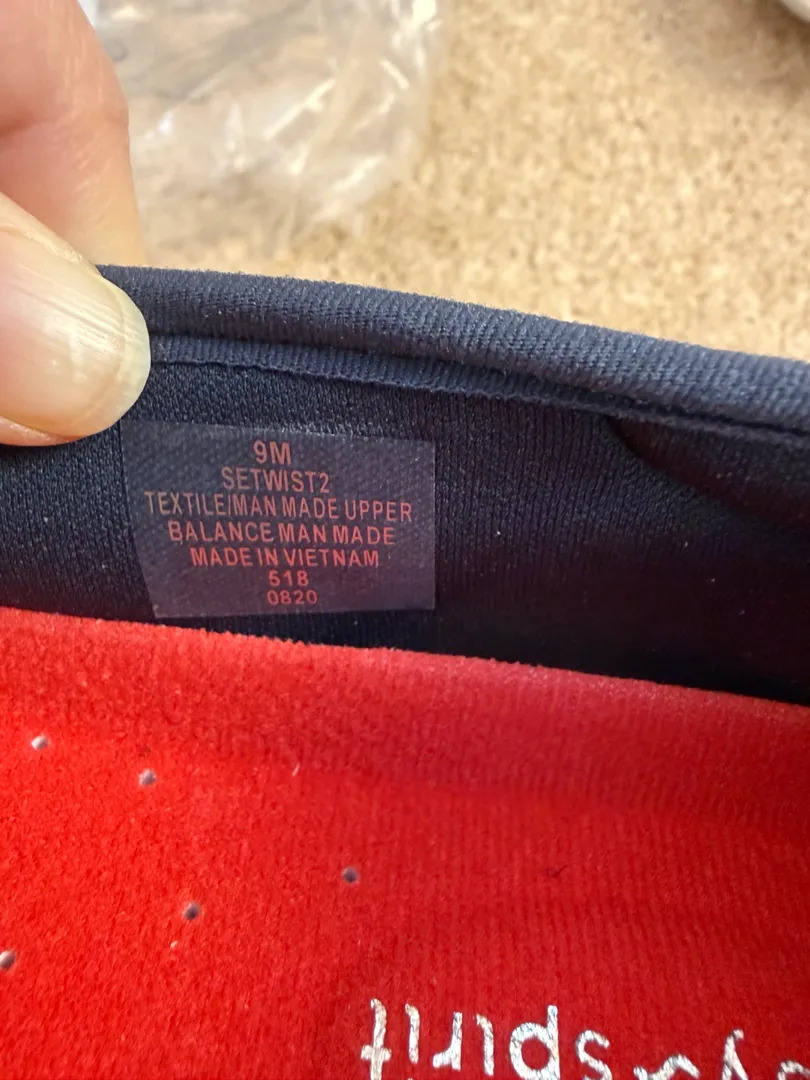 9M
SETWIST2
TEXTILE/MAN MADE UPPER
BALANCE MAN MADE
MADE IN VIETNAM
518
0820
spirit